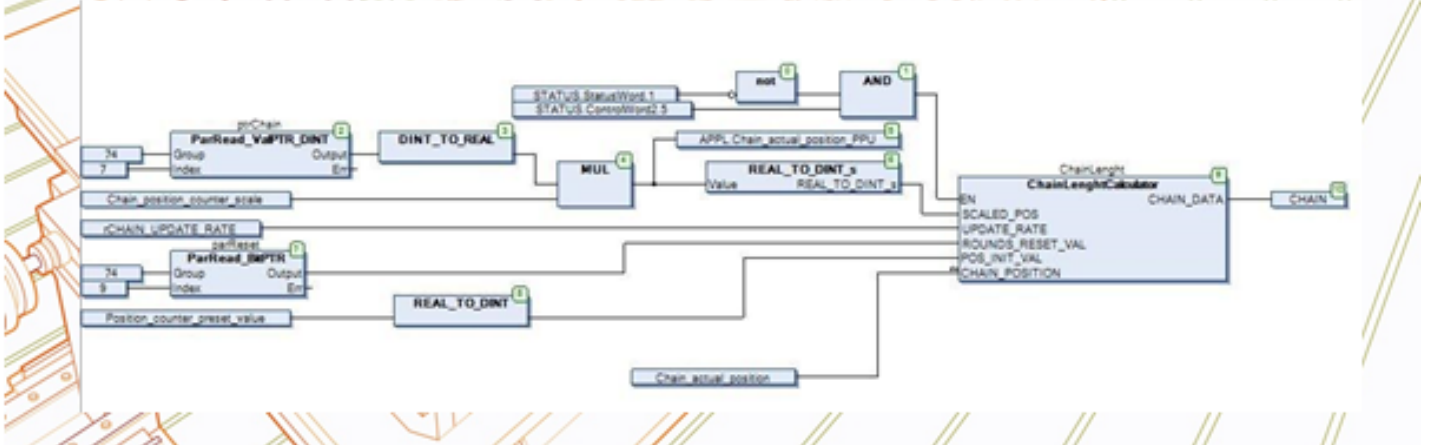 not
AND
STATUS.StatusWord.1
STATUS.ControlWord2.5
ptrChain
ParRead_ValPTR_DINT
DINT_TO_REAL
APPL.Chain_actual_position_PPU
74
Group
Output
7
Index
Err
MUL
REAL_TO_DINT_s
Value
REAL_TO_DINT_s
ChainLenght
ChainLenghtCalculator
Chain_position_counter_scale
EN
CHAIN_DATA
CHAIN
SCALED_POS
rCHAIN_UPDATE_RATE
UPDATE_RATE
parReset
ROUNDS_RESET_VAL
ParRead_BitPTR
POS_INIT_VAL
74
Group
Output
CHAIN_POSITION
9
Index
Err
REAL_TO_DINT
Position_counter_preset_value
Chain_actual_position